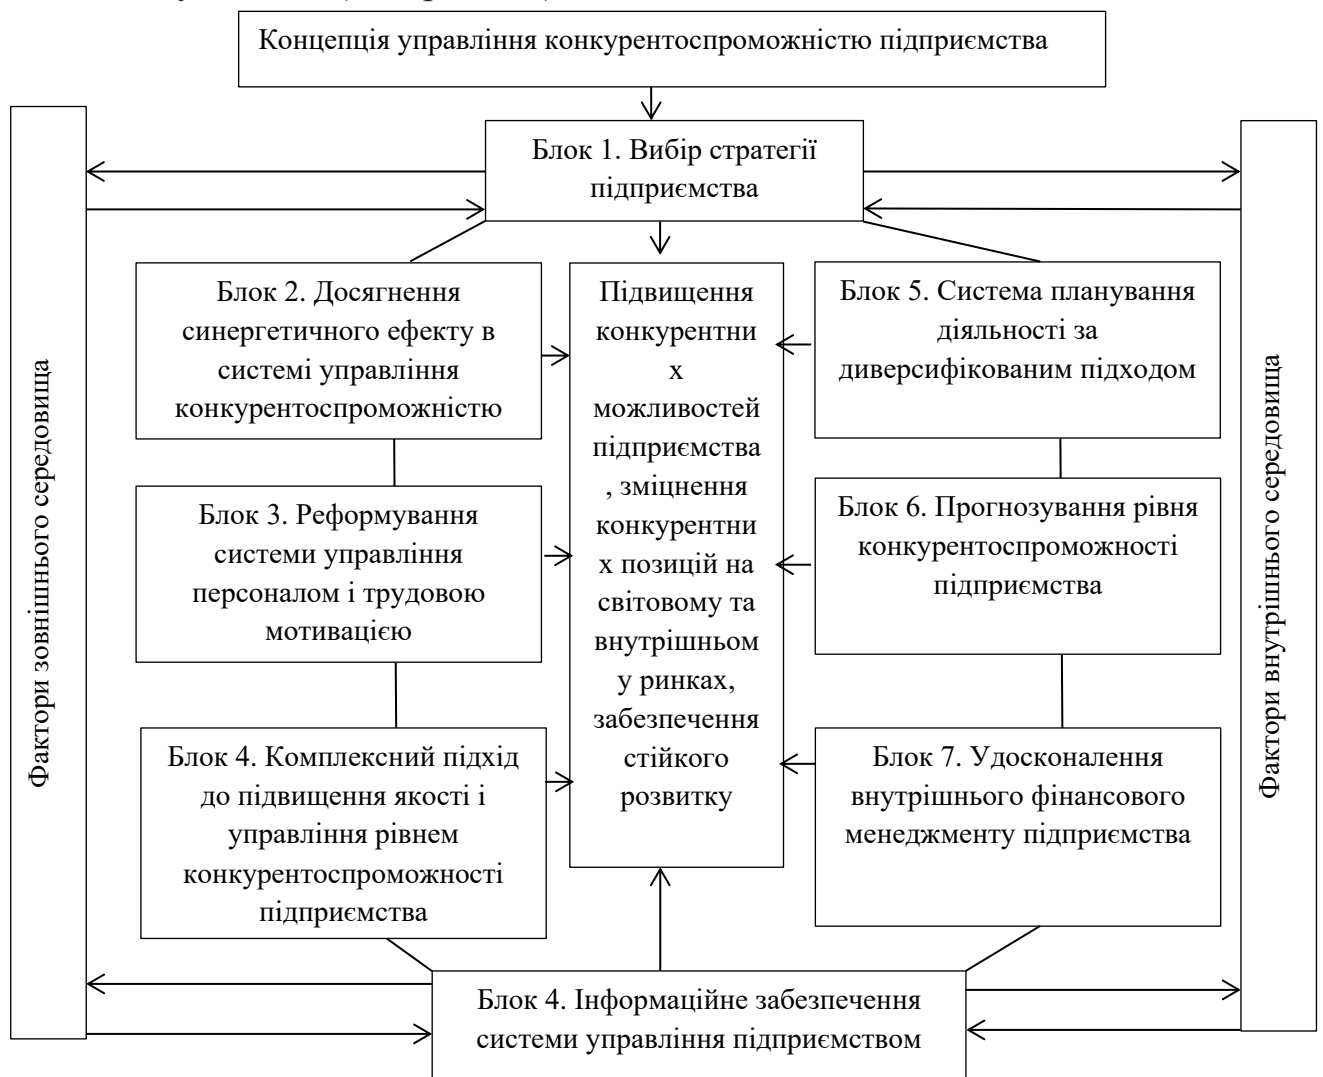 Концепція управління конкурентоспроможністю підприємства
Блок 1. Вибір стратегії
підприємства
Фактори зовнішнього середовища
Блок 2. Досягнення
синергетичного ефекту в
системі управління
конкурентоспроможністю
Блок 3. Реформування
системи управління
персоналом і трудовою
мотивацією
Блок 4. Комплексний підхід
до підвищення якості і
управління рівнем
конкурентоспроможності
підприємства
Підвищення
конкурентни
х
можливостей
підприємства
, зміцнення
конкурентни
х позицій на
світовому та
внутрішньом
у ринках,
забезпечення
стійкого
розвитку
Блок 5. Система планування
діяльності за
диверсифікованим підходом
Блок 6. Прогнозування рівня
конкурентоспроможності
підприємства
Блок 7. Удосконалення
внутрішнього фінансового
менеджменту підприємства
Фактори внутрішнього середовища
Блок 4. Інформаційне забезпечення
системи управління підприємством